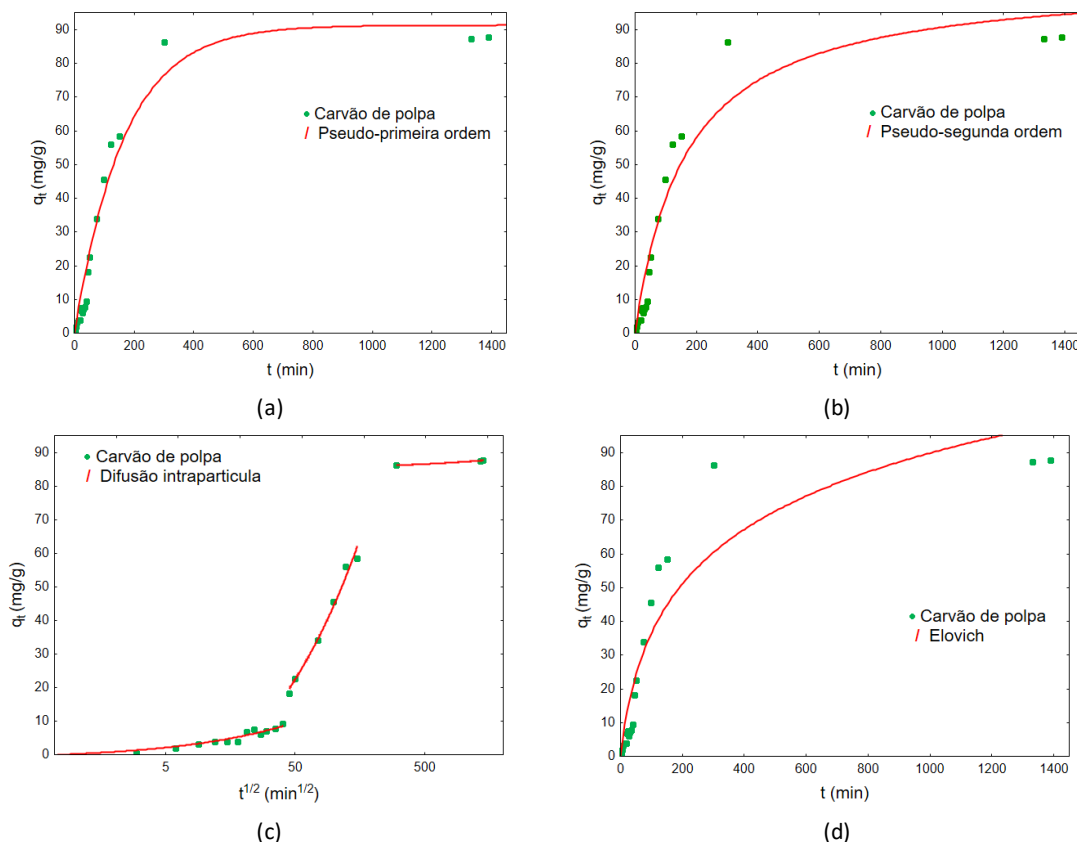 90
80
70
60
50
40
30
20
10
0
qt (mg/g)
Carvão de polpa
Pseudo-primeira ordem
0 200 400 600 800 1000 1200 1400
t (min)
(a)
90
80
70
60
50
40
30
20
10
0
qt (mg/g)
Carvão de polpa
Pseudo-segunda ordem
0 200 400 600 800 1000 1200 1400
t (min)
(b)
90
80
70
60
50
40
30
20
10
0
qt (mg/g)
Carvão de polpa
Difusão intraparticula
5 50 500
t^1/2 (min^1/2)
(c)
90
80
70
60
50
40
30
20
10
0
qt (mg/g)
Carvão de polpa
Elovich
0 200 400 600 800 1000 1200 1400
t (min)
(d)